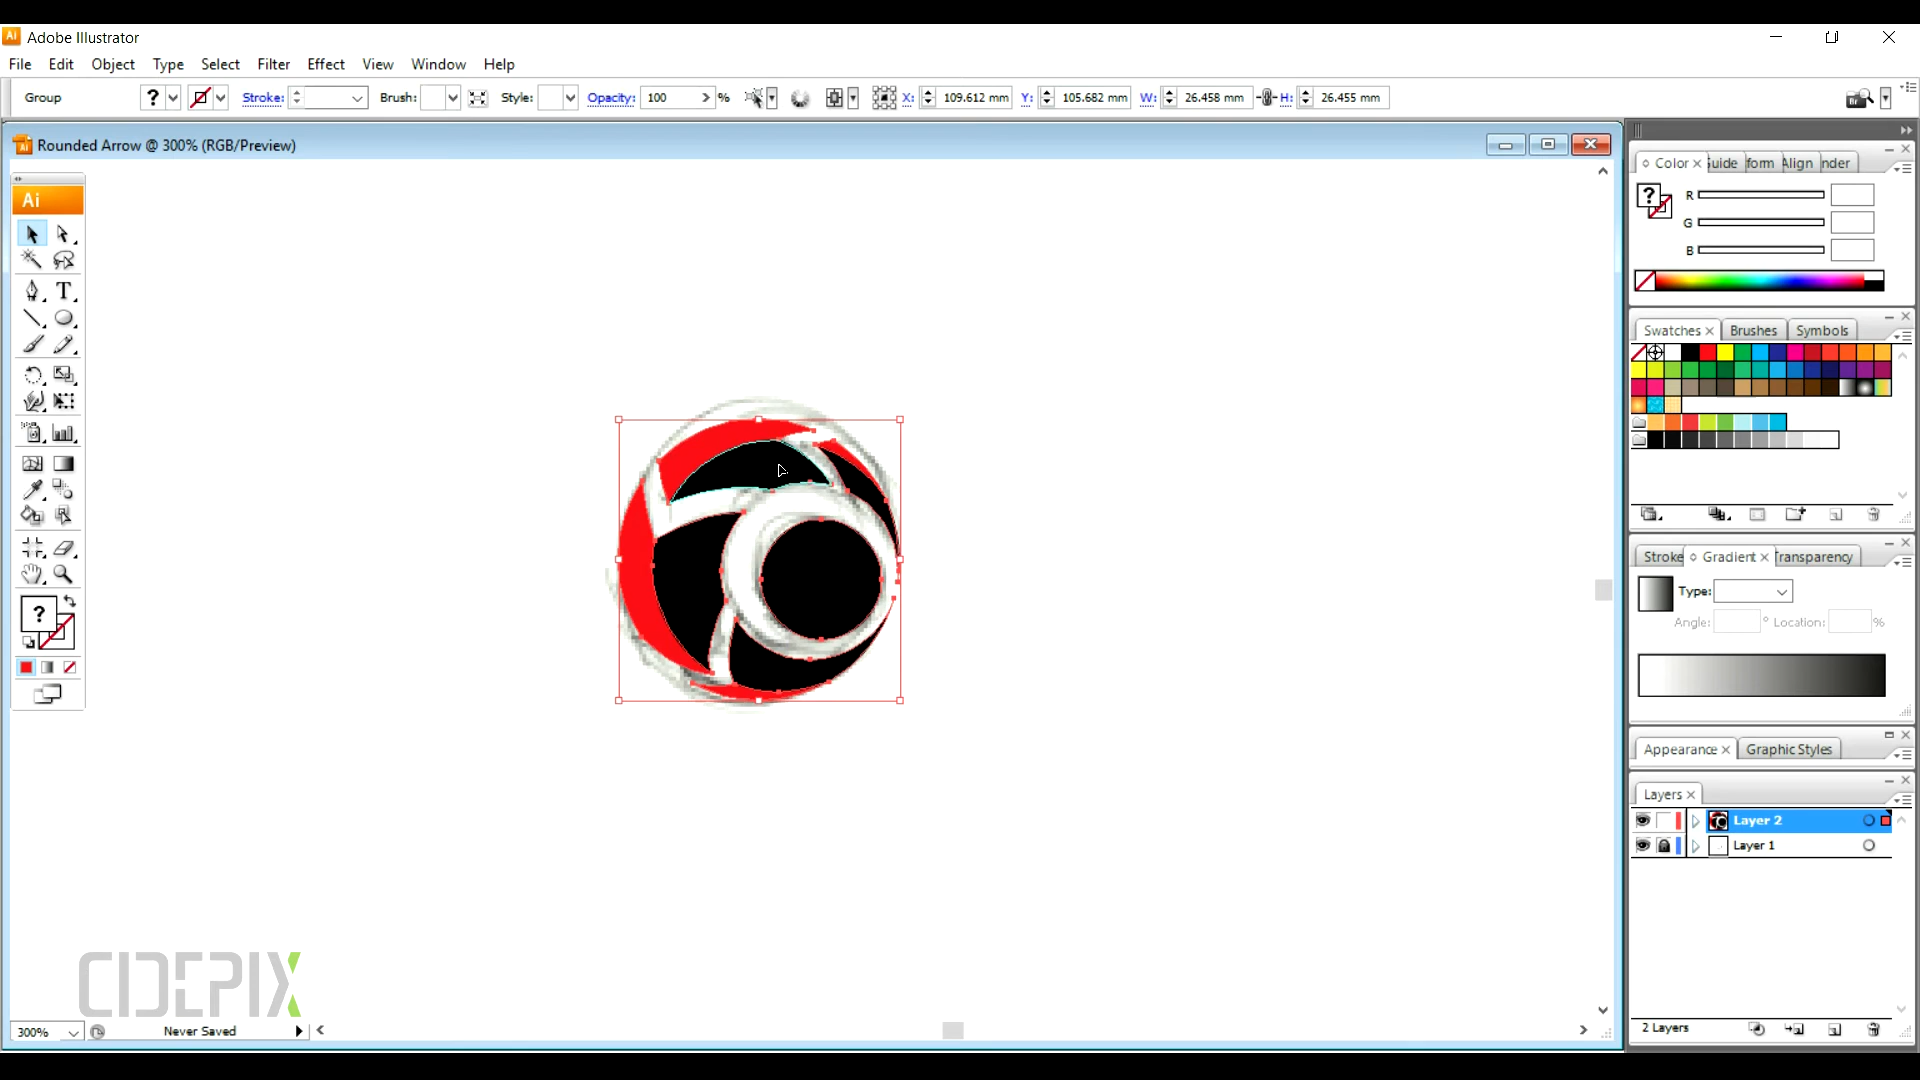 Ai Adobe Illustrator
File Edit Object Type Select Filter Effect View Window Help
Group ? Stroke: Brush: Style: Opacity: 100 % X: 109.612 mm Y: 105.682 mm W: 26.458 mm H: 26.455 mm
Rounded Arrow @ 300% (RGB/Preview)
Ai
T
?
Color Guide form Align nder
? R
G
B
Swatches Brushes Symbols
Stroke Gradient Transparency
Type:
Angle: ° Location: %
Appearance Graphic Styles
Layers
Layer 2
Layer 1
2 Layers
CIDEPIX
300% Never Saved